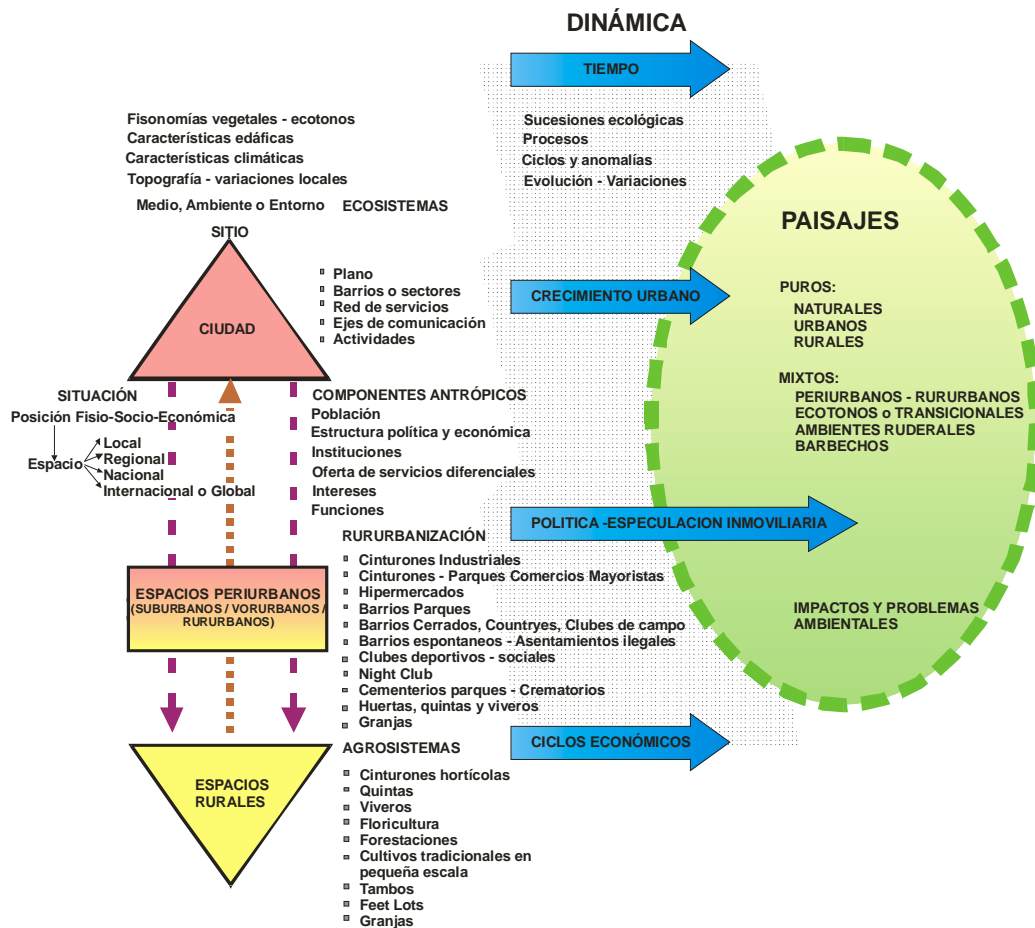 DINÁMICA
TIEMPO
Fisonomías vegetales - ecotonos
Características edáficas
Características climáticas
Topografía - variaciones locales
Medio, Ambiente o Entorno
ECOSISTEMAS
Sucesiones ecológicas
Procesos
Ciclos y anomalías
Evolución - Variaciones
SITIO
CIUDAD
Plano
Barrios o sectores
Red de servicios
Ejes de comunicación
Actividades
CRECIMIENTO URBANO
SITUACIÓN
Posición Fisio-Socio-Económica
Espacio
Local
Regional
Nacional
Internacional o Global
COMPONENTES ANTRÓPICOS
Población
Estructura política y económica
Instituciones
Oferta de servicios diferenciales
Intereses
Funciones
POLITICA -ESPECULACION INMOVILIARIA
RURURBANIZACIÓN
Cinturones Industriales
Cinturones - Parques Comercios Mayoristas
Hipermercados
Barrios Parques
Barrios Cerrados, Countryes, Clubes de campo
Barrios espontaneos - Asentamientos ilegales
Clubes deportivos - sociales
Night Club
Cementerios parques - Crematorios
Huertas, quintas y viveros
Granjas
ESPACIOS PERIURBANOS
(SUBURBANOS / VORURBANOS /
RURURBANOS)
CICLOS ECONÓMICOS
AGROSISTEMAS
Cinturones hortícolas
Quintas
Viveros
Floricultura
Forestaciones
Cultivos tradicionales en
pequeña escala
Tambos
Feet Lots
Granjas
ESPACIOS
RURALES
PAISAJES
PUROS:
NATURALES
URBANOS
RURALES
MIXTOS:
PERIURBANOS - RURURBANOS
ECOTONOS o TRANSICIONALES
AMBIENTES RUDERALES
BARBECHOS
IMPACTOS Y PROBLEMAS
AMBIENTALES